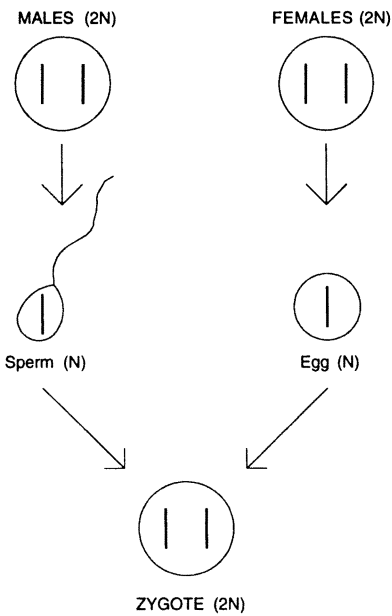 MALES (2N)
FEMALES (2N)
Sperm (N)
Egg (N)
ZYGOTE (2N)